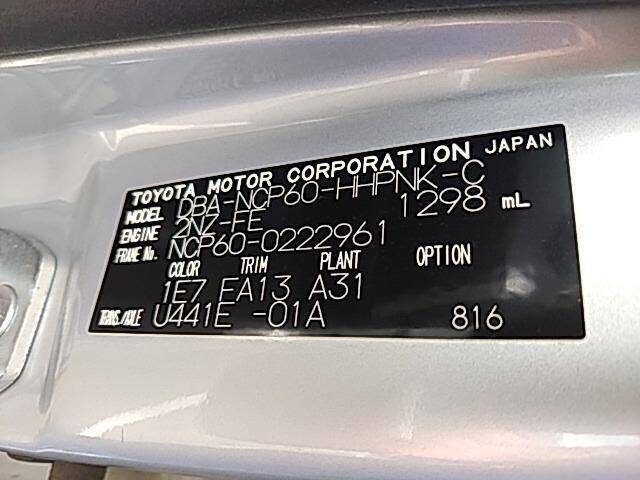 TOYOTA MOTOR CORPORATION JAPAN
MODEL DBA-NCP60-HHPNK-C
ENGINE 2NZ-FE 1298 mL
FRAME No. NCP60-0222961
COLOR TRIM PLANT OPTION
1E7 EA13 A31
TRANS./AXLE U441E -01A 816